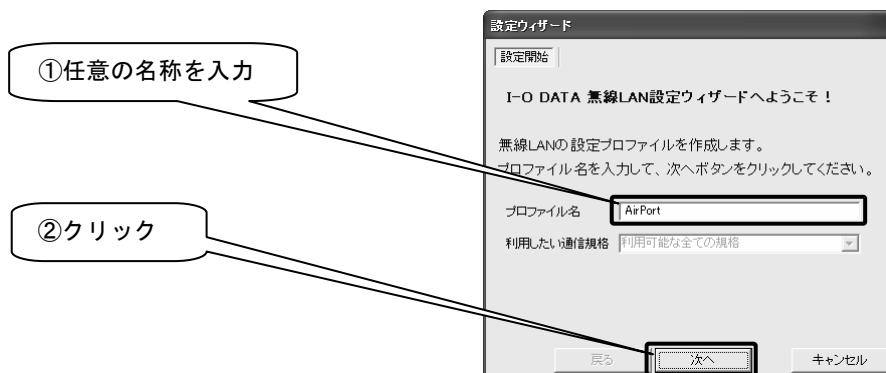 設定ウィザード
設定開始
①任意の名称を入力
I-O DATA 無線LAN設定ウィザードへようこそ！
無線LANの設定プロファイルを作成します。
プロファイル名を入力して、次へボタンをクリックしてください。
プロファイル名 AirPort
②クリック
利用したい通信規格 利用可能な全ての規格
戻る 次へ キャンセル